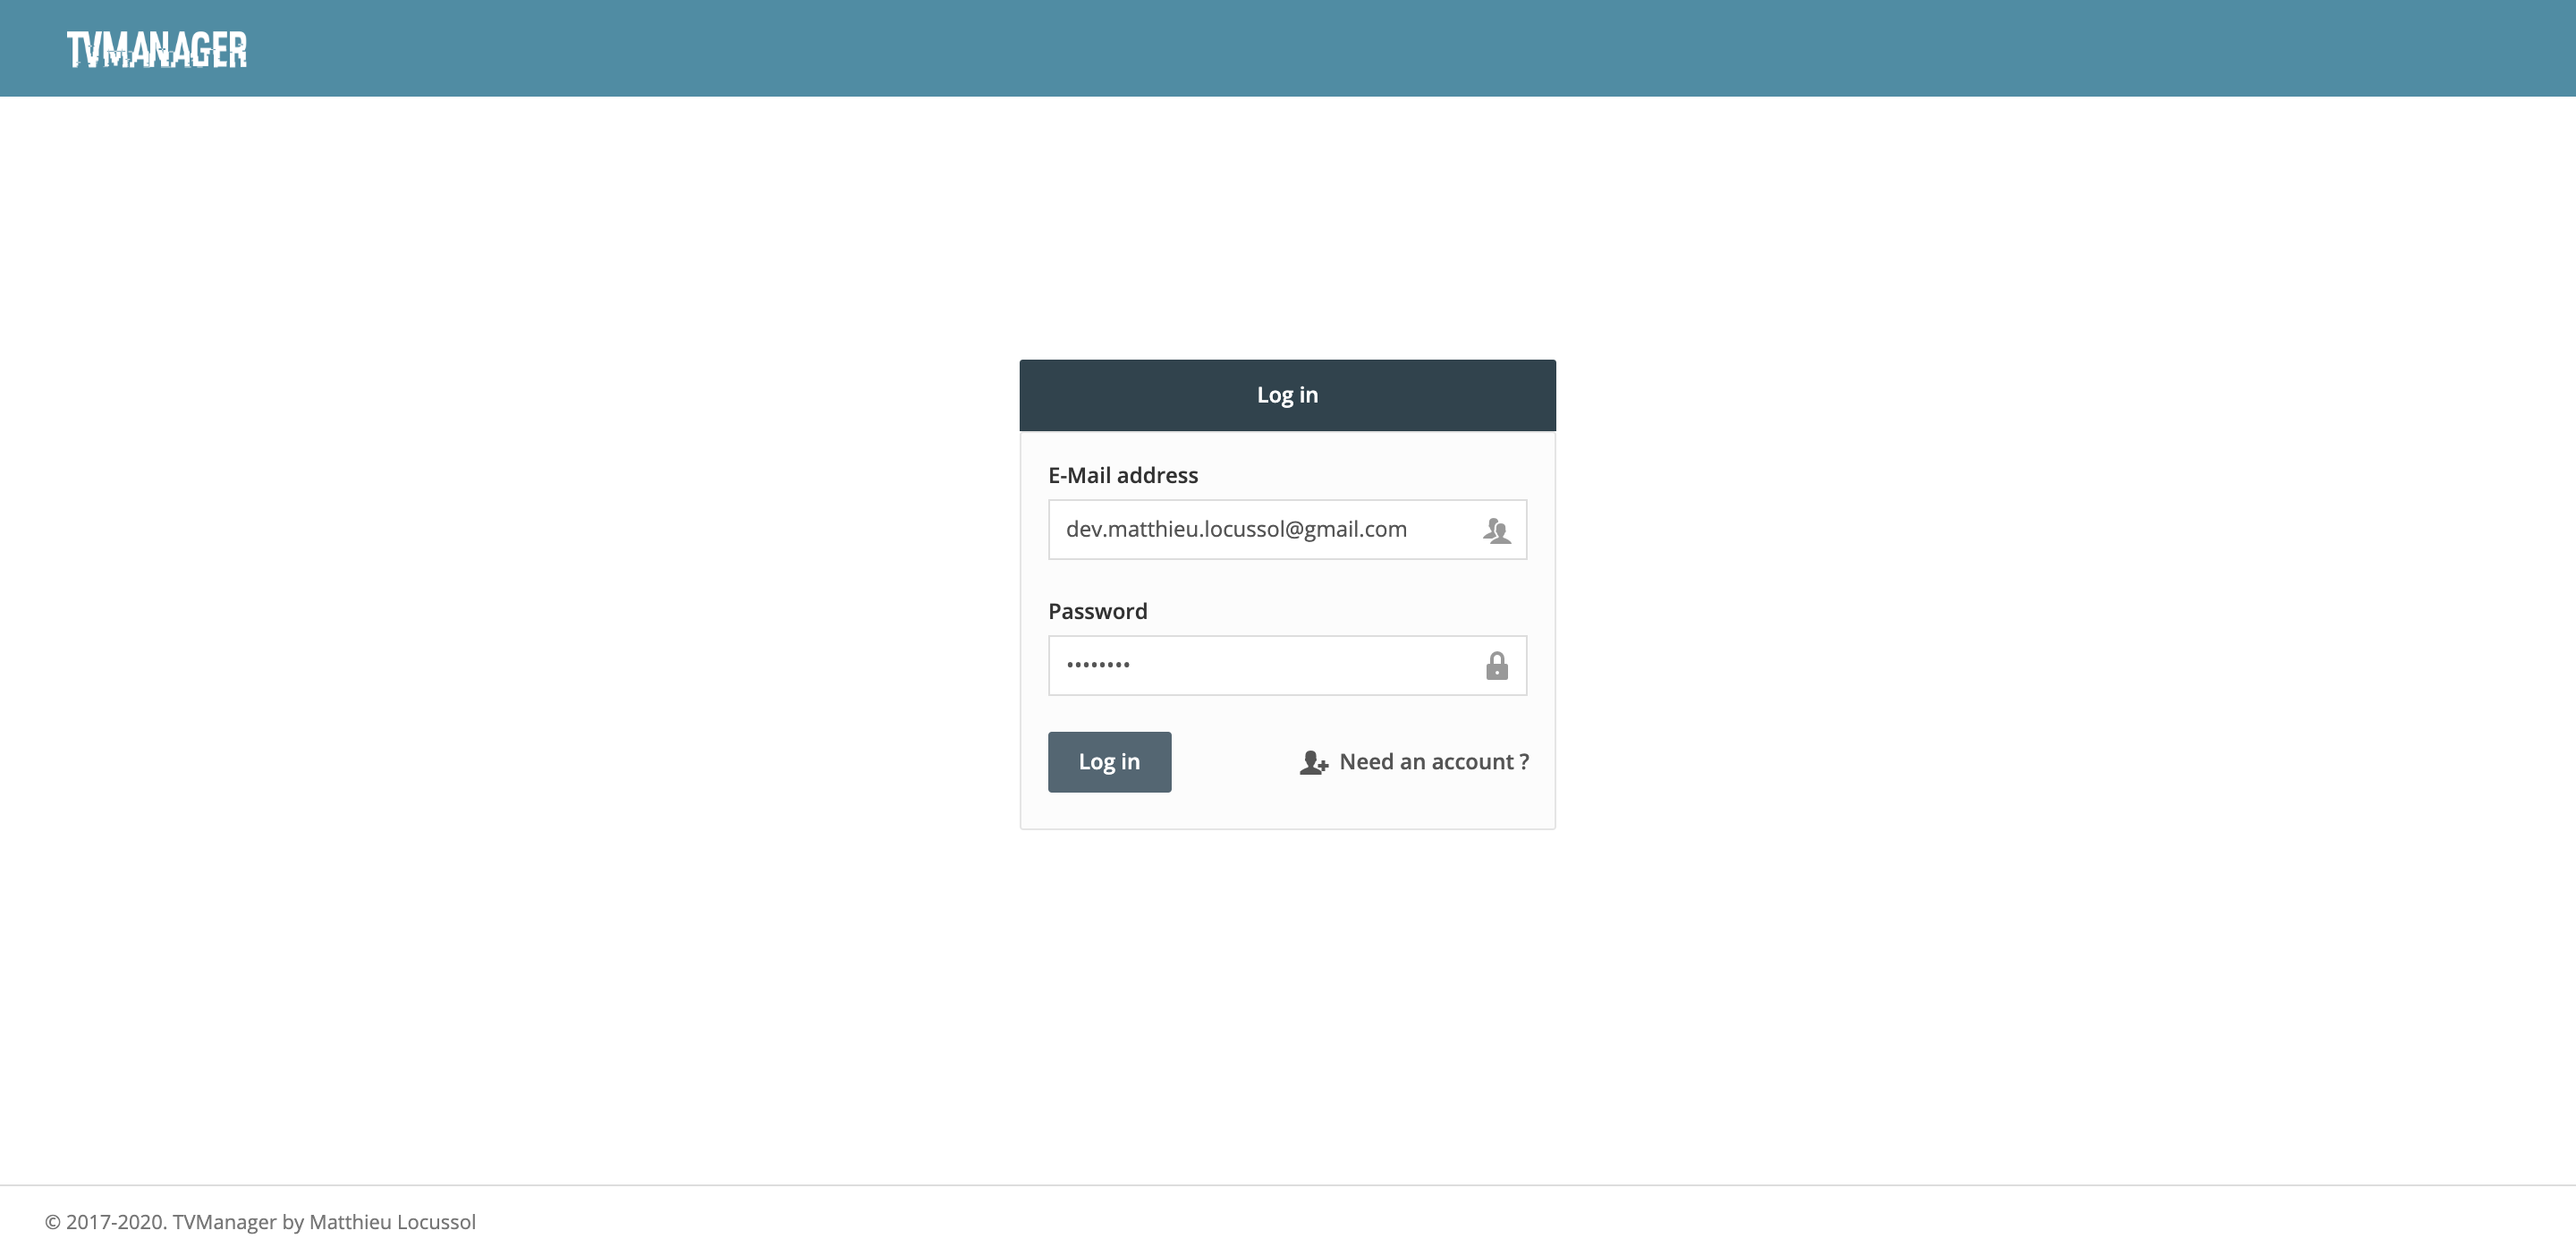 TVMANAGER
Log in
E-Mail address
dev.matthieu.locussol@gmail.com
Password
••••••••
Log in
Need an account ?
© 2017-2020. TVManager by Matthieu Locussol